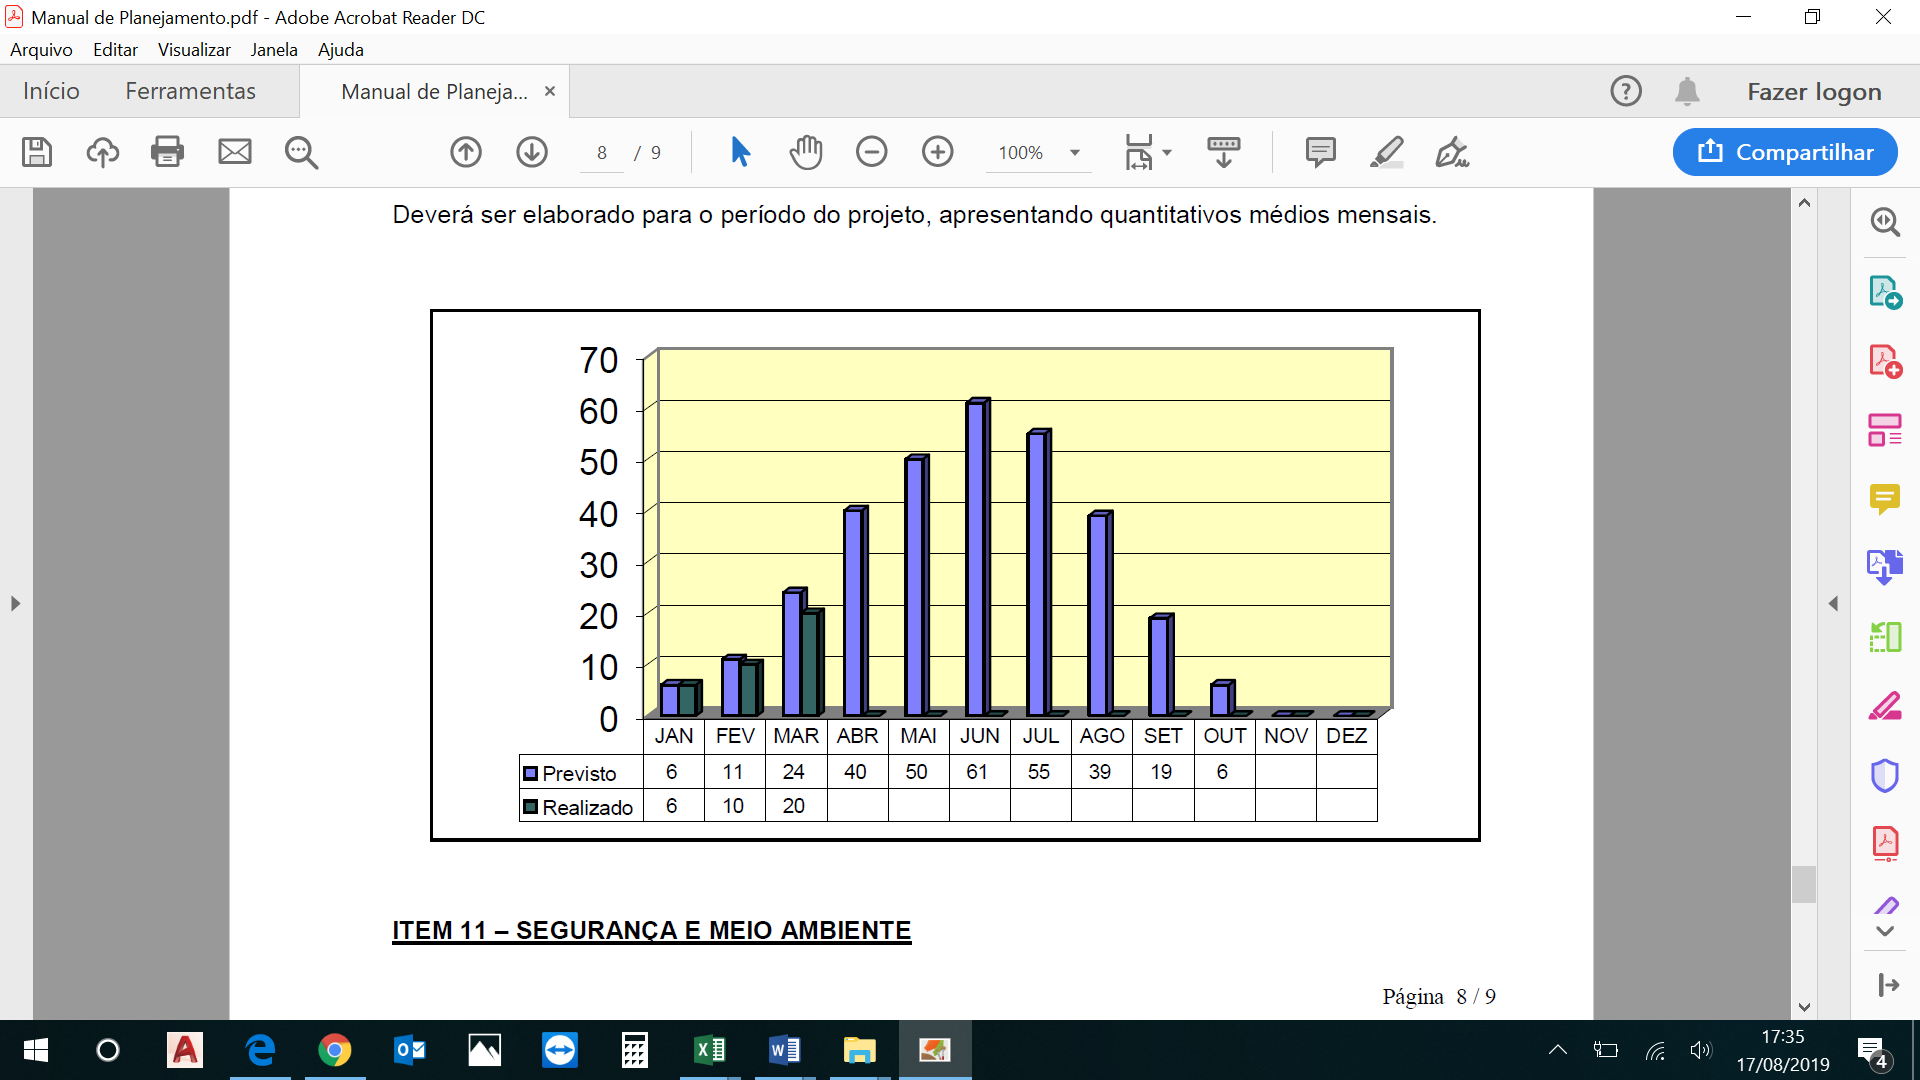 Manual de Planejamento.pdf - Adobe Acrobat Reader DC
Arquivo Editar Visualizar Janela Ajuda
Início Ferramentas Manual de Planeja... Fazer logon
8 / 9 100% Compartilhar
Deverá ser elaborado para o período do projeto, apresentando quantitativos médios mensais.
70
60
50
40
30
20
10
0
JAN FEV MAR ABR MAI JUN JUL AGO SET OUT NOV DEZ
Previsto 6 11 24 40 50 61 55 39 19 6
Realizado 6 10 20
ITEM 11 – SEGURANÇA E MEIO AMBIENTE
Página 8 / 9
17:35
17/08/2019
4